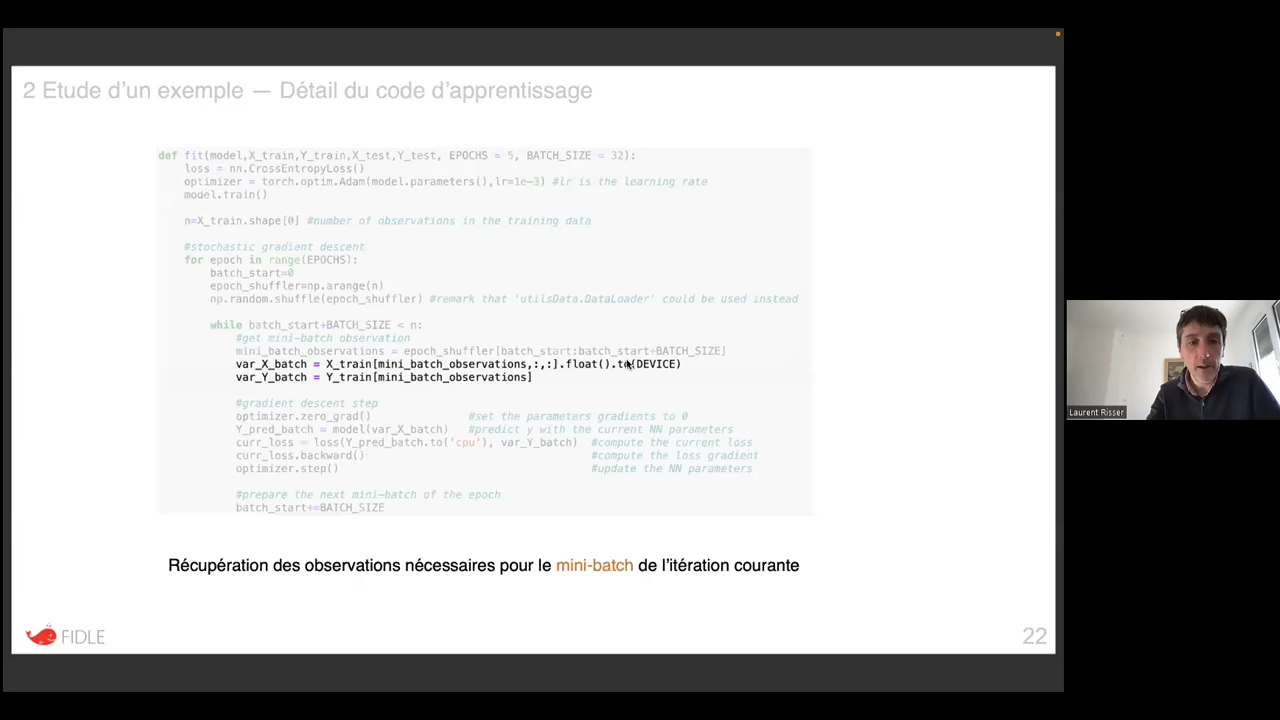 2 Etude d'un exemple — Détail du code d'apprentissage
def fit(model,X_train,Y_train,X_test,Y_test, EPOCHS = 5, BATCH_SIZE = 32):
loss = nn.CrossEntropyLoss()
optimizer = torch.optim.Adam(model.parameters(),lr=1e-3) #lr is the learning rate
model.train()
n=X_train.shape[0] #number of observations in the training data
#stochastic gradient descent
for epoch in range(EPOCHS):
batch_start=0
epoch_shuffler=np.arange(n)
np.random.shuffle(epoch_shuffler) #remark that 'utilsData.DataLoader' could be used instead
while batch_start+BATCH_SIZE < n:
#get mini-batch observation
mini_batch_observations = epoch_shuffler[batch_start:batch_start+BATCH_SIZE]
var_X_batch = X_train[mini_batch_observations,:,:].float().to(DEVICE)
var_Y_batch = Y_train[mini_batch_observations]
#gradient descent step
optimizer.zero_grad() #set the parameters gradients to 0
Y_pred_batch = model(var_X_batch) #predict y with the current NN parameters
curr_loss = loss(Y_pred_batch.to('cpu'), var_Y_batch) #compute the current loss
curr_loss.backward() #compute the loss gradient
optimizer.step() #update the NN parameters
#prepare the next mini-batch of the epoch
batch_start+=BATCH_SIZE
Récupération des observations nécessaires pour le mini-batch de l'itération courante
FIDLE
22
Laurent Risser